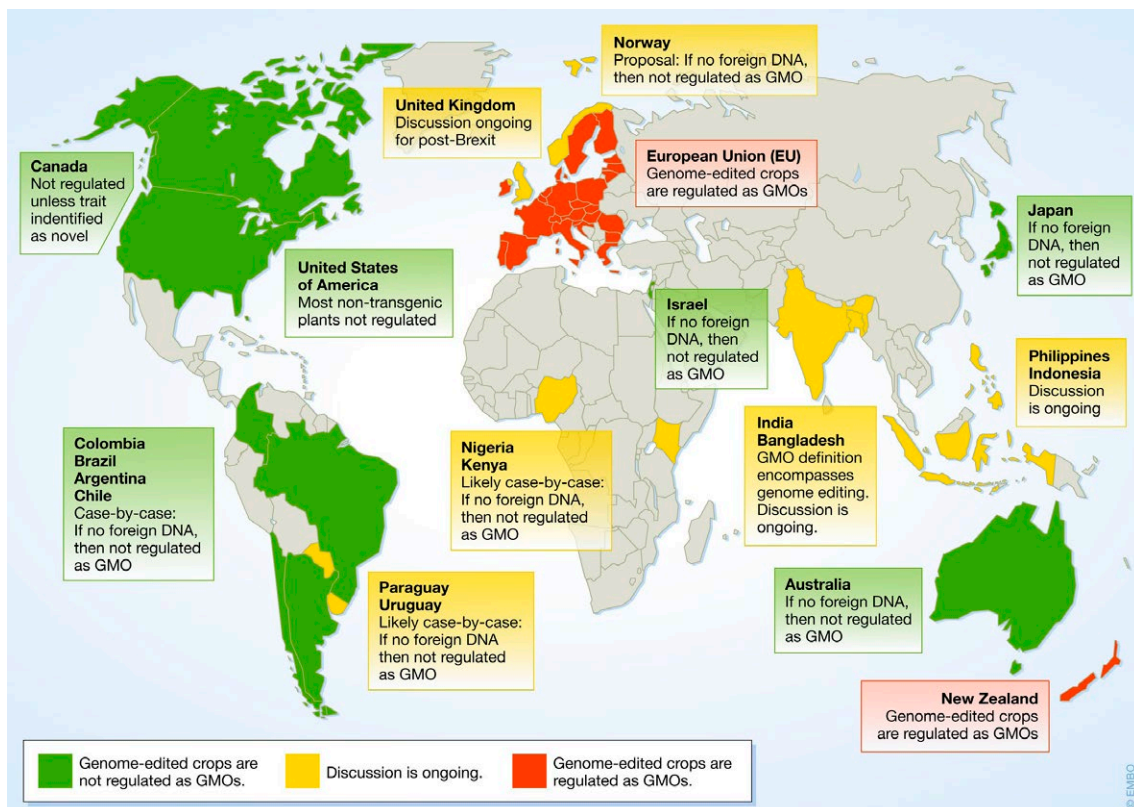 Norway
Proposal: If no foreign DNA,
then not regulated as GMO
United Kingdom
Discussion ongoing
for post-Brexit
European Union (EU)
Genome-edited crops
are regulated as GMOs
Canada
Not regulated
unless trait
indentified
as novel
United States
of America
Most non-transgenic
plants not regulated
Japan
If no foreign
DNA, then
not regulated
as GMO
Israel
If no foreign
DNA, then
not regulated
as GMO
Philippines
Indonesia
Discussion
is ongoing
Colombia
Brazil
Argentina
Chile
Case-by-case:
If no foreign DNA,
then not regulated
as GMO
Nigeria
Kenya
Likely case-by-case:
If no foreign DNA,
then not regulated
as GMO
India
Bangladesh
GMO definition
encompasses
genome editing.
Discussion is
ongoing.
Paraguay
Uruguay
Likely case-by-case:
If no foreign DNA
then not regulated
as GMO
Australia
If no foreign DNA,
then not regulated
as GMO
New Zealand
Genome-edited crops
are regulated as GMOs
Genome-edited crops are
not regulated as GMOs.
Discussion is ongoing.
Genome-edited crops are
regulated as GMOs.
© EMBO